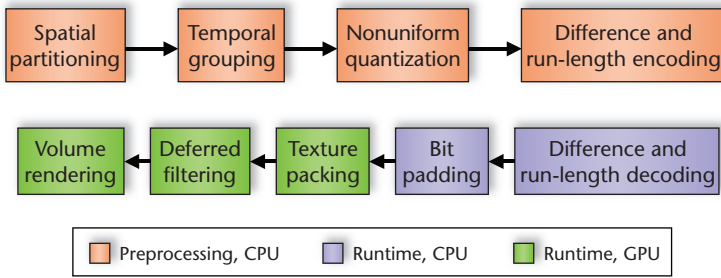 Spatial
partitioning
Temporal
grouping
Nonuniform
quantization
Difference and
run-length encoding
Volume
rendering
Deferred
filtering
Texture
packing
Bit
padding
Difference and
run-length decoding
Preprocessing, CPU
Runtime, CPU
Runtime, GPU